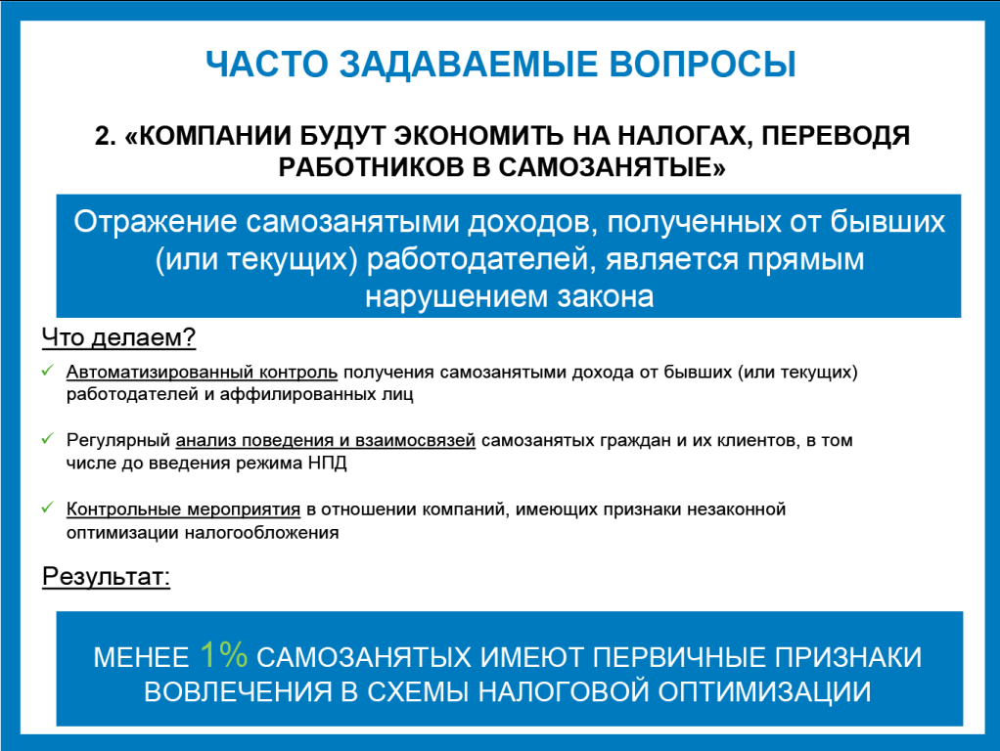 ЧАСТО ЗАДАВАЕМЫЕ ВОПРОСЫ
2. «КОМПАНИИ БУДУТ ЭКОНОМИТЬ НА НАЛОГАХ, ПЕРЕВОДЯ
РАБОТНИКОВ В САМОЗАНЯТЫЕ»
Отражение самозанятыми доходов, полученных от бывших
(или текущих) работодателей, является прямым
нарушением закона
Что делаем?
✓ Автоматизированный контроль получения самозанятыми дохода от бывших (или текущих)
работодателей и аффилированных лиц
✓ Регулярный анализ поведения и взаимосвязей самозанятых граждан и их клиентов, в том
числе до введения режима НПД
✓ Контрольные мероприятия в отношении компаний, имеющих признаки незаконной
оптимизации налогообложения
Результат:
МЕНЕЕ 1% САМОЗАНЯТЫХ ИМЕЮТ ПЕРВИЧНЫЕ ПРИЗНАКИ
ВОВЛЕЧЕНИЯ В СХЕМЫ НАЛОГОВОЙ ОПТИМИЗАЦИИ